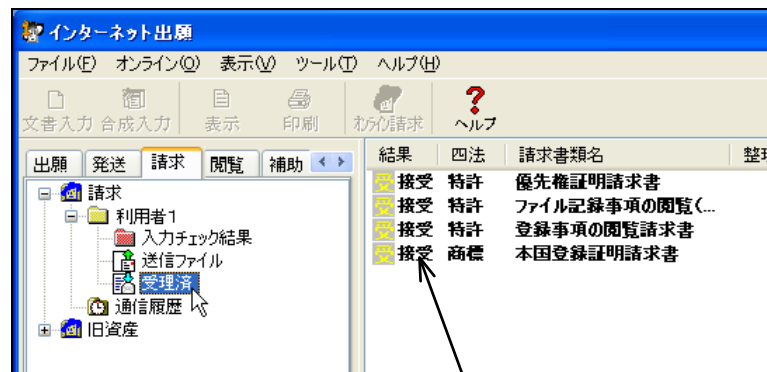 インターネット出願
ファイル(F) オンライン(O) 表示(V) ツール(T) ヘルプ(H)
文書入力 合成入力 表示 印刷 オンライン請求 ヘルプ
出願 発送 請求 閲覧 補助
請求
利用者1
入力チェック結果
送信ファイル
受理済
通信履歴
旧資産
結果 四法 請求書類名 整理
受 接受 特許 優先権証明請求書
受 接受 特許 ファイル記録事項の閲覧(...
受 接受 特許 登録事項の閲覧請求書
受 接受 商標 本国登録証明請求書